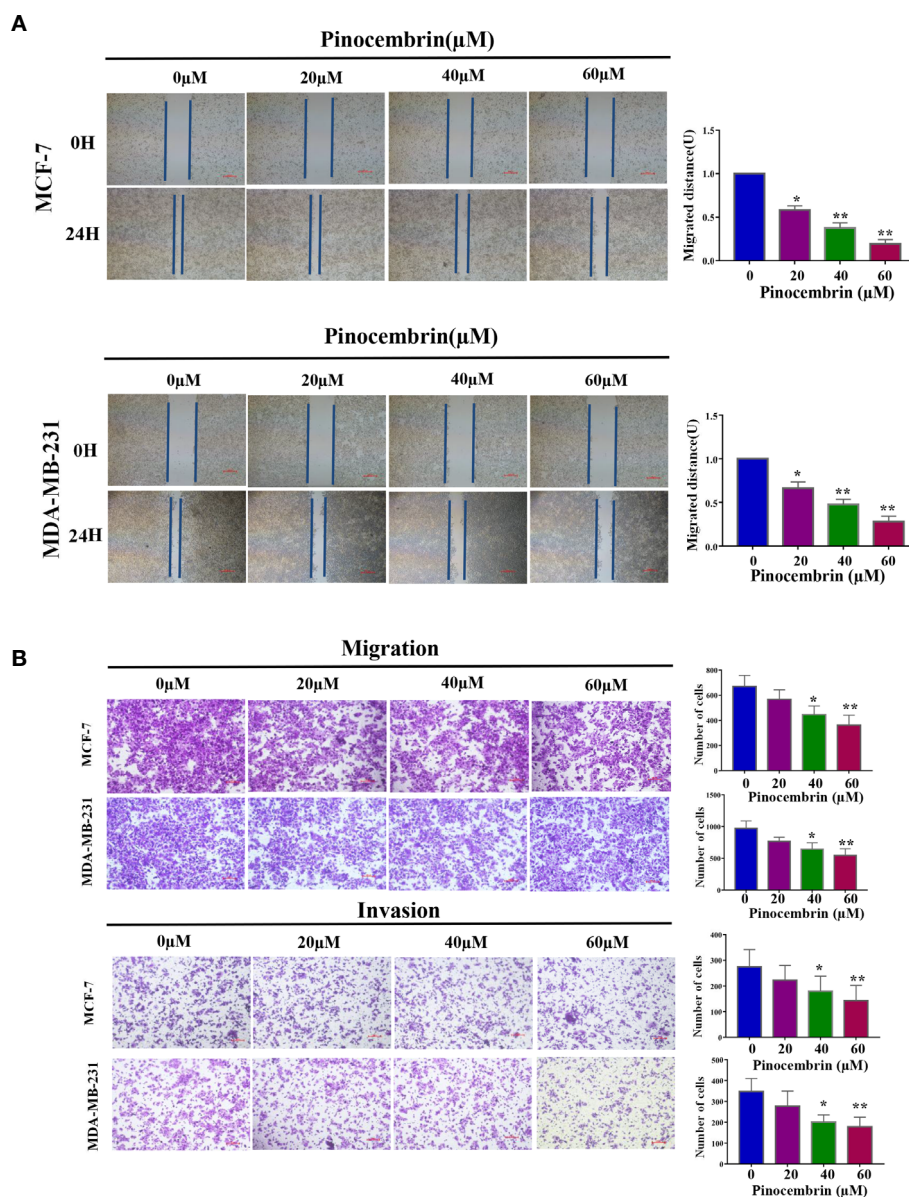 A
Pinocembrin(µM)
0µM 20µM 40µM 60µM
MCF-7
0H
24H
Migrated distance(U)
1.5
1.0
0.5
0.0
* ** **
0 20 40 60
Pinocembrin (µM)
Pinocembrin(µM)
0µM 20µM 40µM 60µM
MDA-MB-231
0H
24H
Migrated distance(U)
1.5
1.0
0.5
0.0
* ** **
0 20 40 60
Pinocembrin (µM)
B
Migration
0µM 20µM 40µM 60µM
MCF-7
MDA-MB-231
Number of cells
800
600
400
200
0
* **
0 20 40 60
Pinocembrin (µM)
Number of cells
1500
1000
500
0
* **
0 20 40 60
Pinocembrin (µM)
Invasion
0µM 20µM 40µM 60µM
MCF-7
MDA-MB-231
Number of cells
400
300
200
100
0
* **
0 20 40 60
Pinocembrin (µM)
Number of cells
500
400
300
200
100
0
* **
0 20 40 60
Pinocembrin (µM)